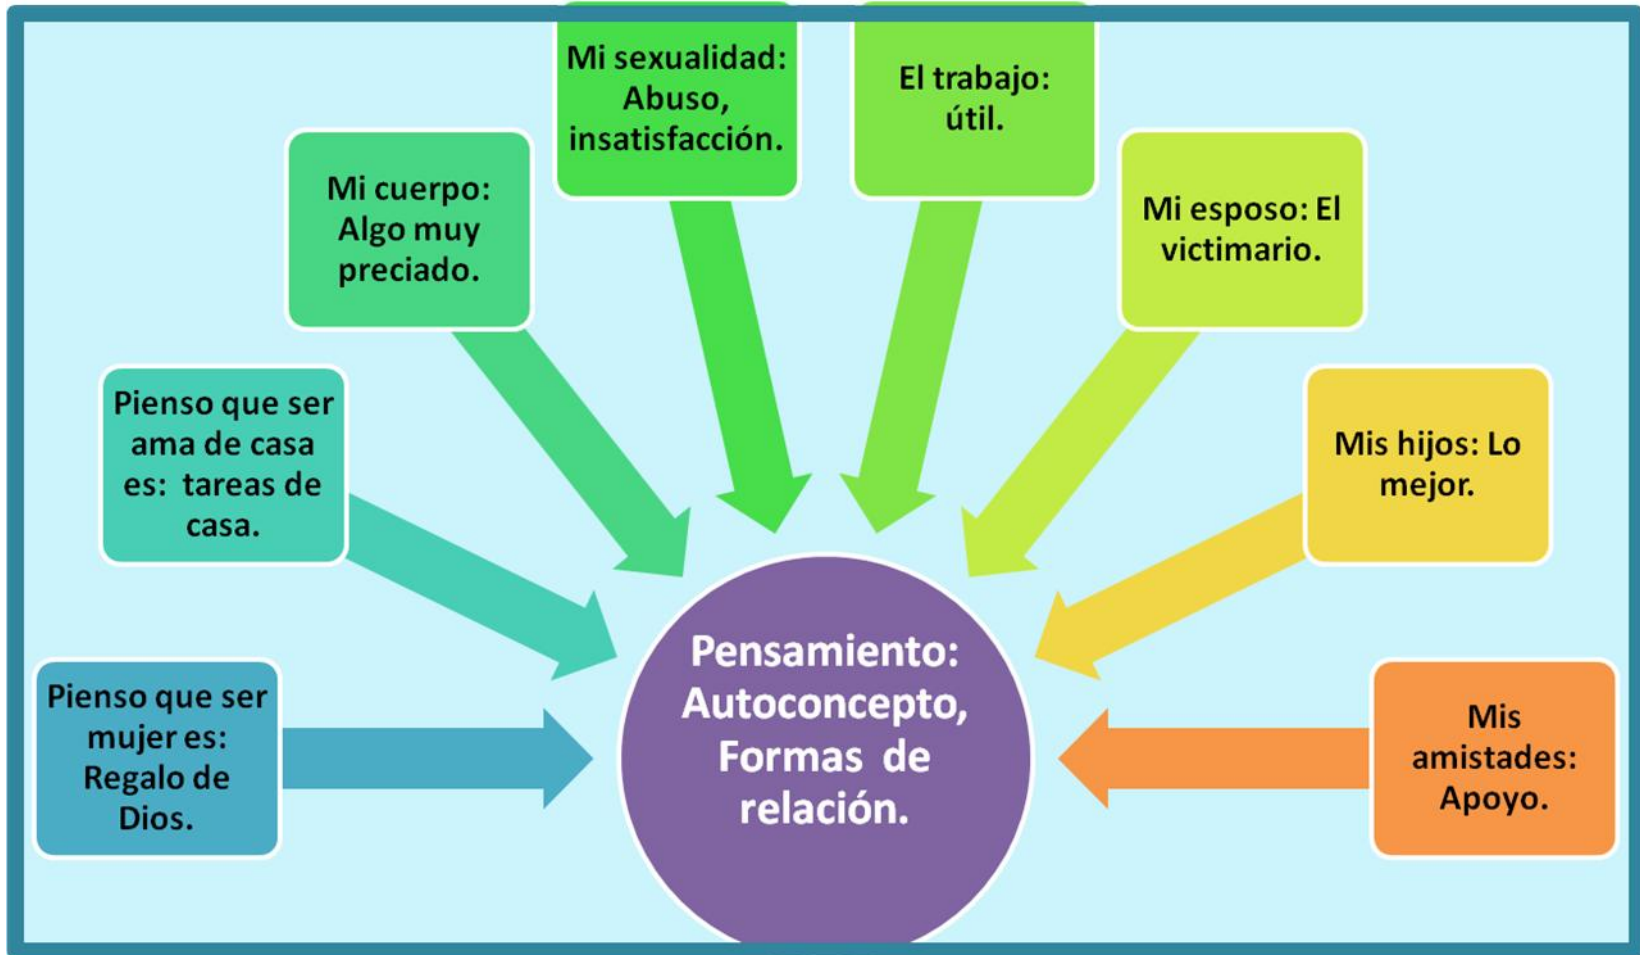 Pienso que ser
mujer es:
Regalo de
Dios.
Pienso que ser
ama de casa
es: tareas de
casa.
Mi cuerpo:
Algo muy
preciado.
Mi sexualidad:
Abuso,
insatisfacción.
El trabajo:
útil.
Mi esposo: El
victimario.
Mis hijos: Lo
mejor.
Mis
amistades:
Apoyo.
Pensamiento:
Autoconcepto,
Formas de
relación.